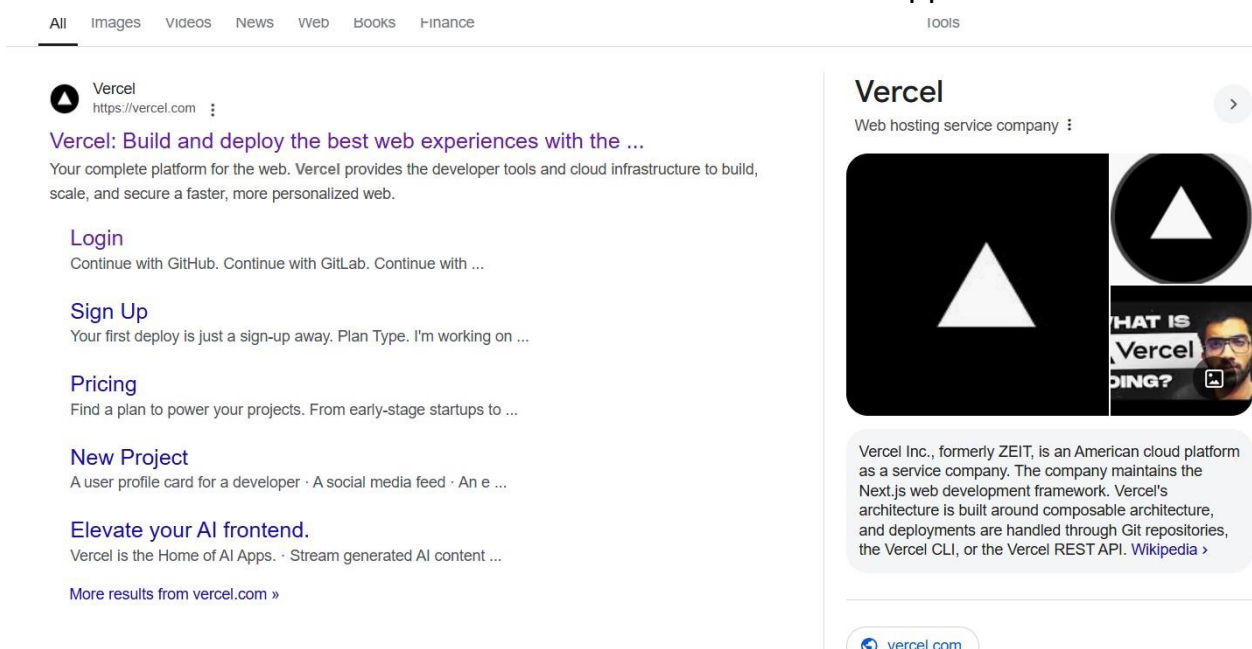 All Images Videos News Web Books Finance Tools
Vercel
https://vercel.com
Vercel: Build and deploy the best web experiences with the ...
Your complete platform for the web. Vercel provides the developer tools and cloud infrastructure to build,
scale, and secure a faster, more personalized web.
Login
Continue with GitHub. Continue with GitLab. Continue with ...
Sign Up
Your first deploy is just a sign-up away. Plan Type. I'm working on ...
Pricing
Find a plan to power your projects. From early-stage startups to ...
New Project
A user profile card for a developer · A social media feed · An e ...
Elevate your AI frontend.
Vercel is the Home of AI Apps. · Stream generated AI content ...
More results from vercel.com »
Vercel
Web hosting service company
HAT IS
Vercel
OING?
Vercel Inc., formerly ZEIT, is an American cloud platform
as a service company. The company maintains the
Next.js web development framework. Vercel's
architecture is built around composable architecture,
and deployments are handled through Git repositories,
the Vercel CLI, or the Vercel REST API. Wikipedia ›
vercel.com